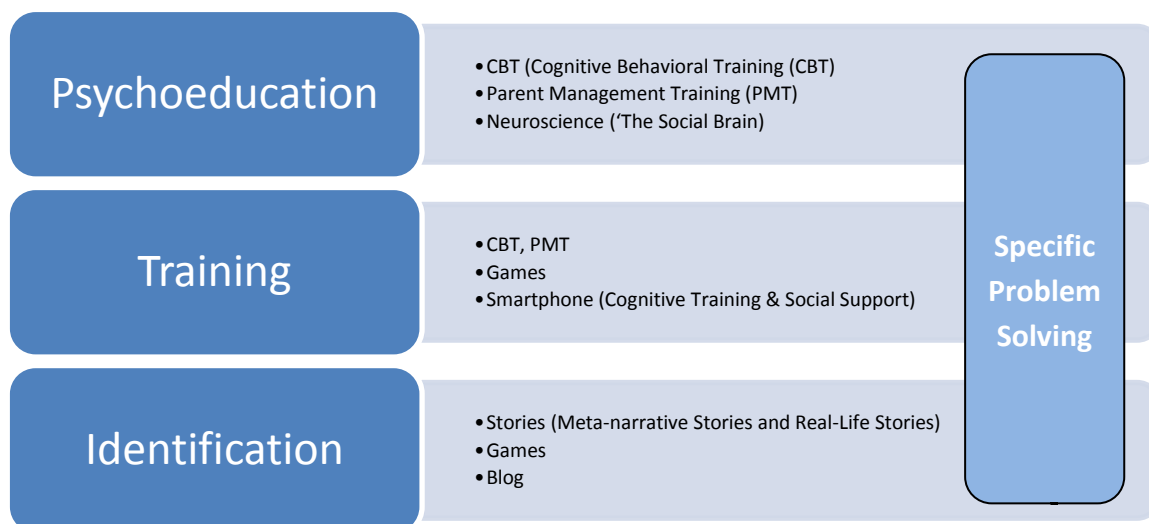 Psychoeducation
•CBT (Cognitive Behavioral Training (CBT)
•Parent Management Training (PMT)
•Neuroscience (‘The Social Brain)
Training
•CBT, PMT
•Games
•Smartphone (Cognitive Training & Social Support)
Identification
•Stories (Meta-narrative Stories and Real-Life Stories)
•Games
•Blog
Specific
Problem
Solving